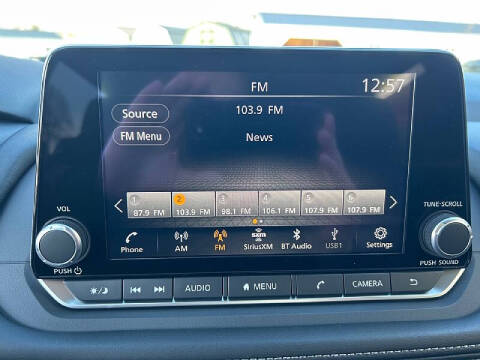 FM 12:57
Source 103.9 FM
FM Menu News
1 2 3 4 5 6
87.9 FM 103.9 FM 98.1 FM 106.1 FM 107.9 FM 107.9 FM
VOL TUNE·SCROLL
Phone AM FM SiriusXM BT Audio USB1 Settings
PUSH PUSH SOUND
AUDIO MENU CAMERA